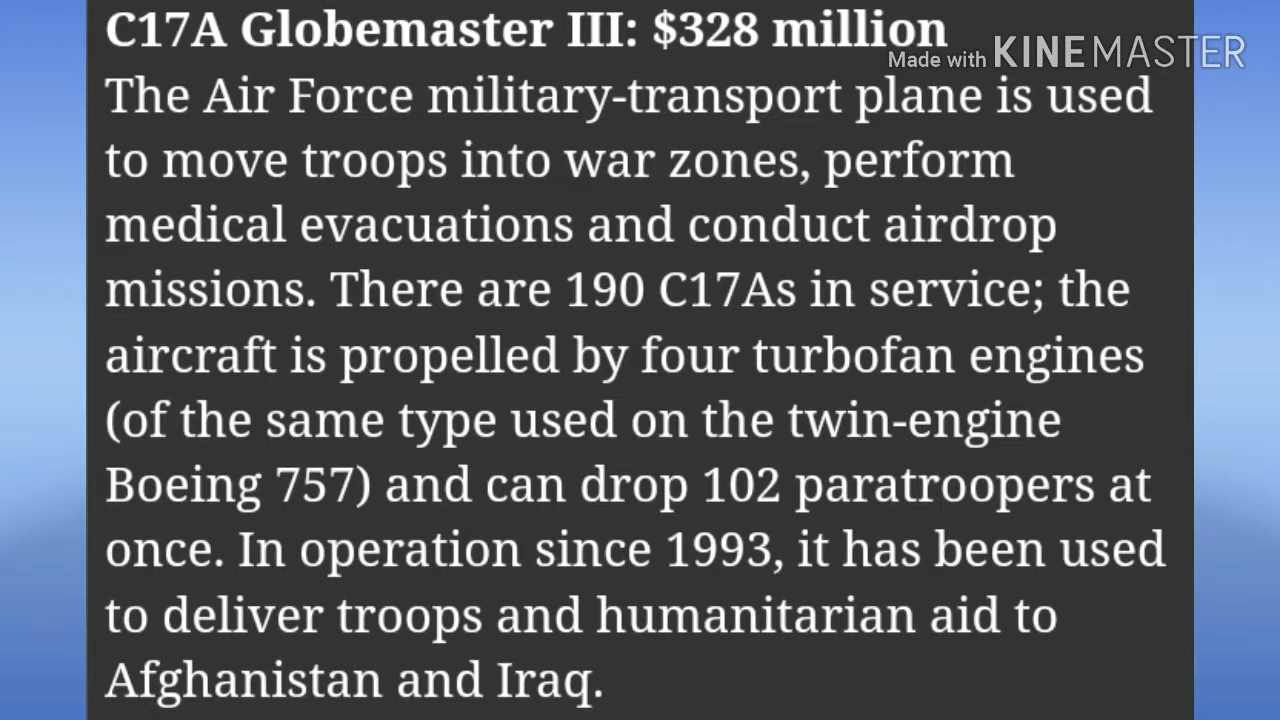 C17A Globemaster III: $328 million
Made with KINEMASTER
The Air Force military-transport plane is used
to move troops into war zones, perform
medical evacuations and conduct airdrop
missions. There are 190 C17As in service; the
aircraft is propelled by four turbofan engines
(of the same type used on the twin-engine
Boeing 757) and can drop 102 paratroopers at
once. In operation since 1993, it has been used
to deliver troops and humanitarian aid to
Afghanistan and Iraq.